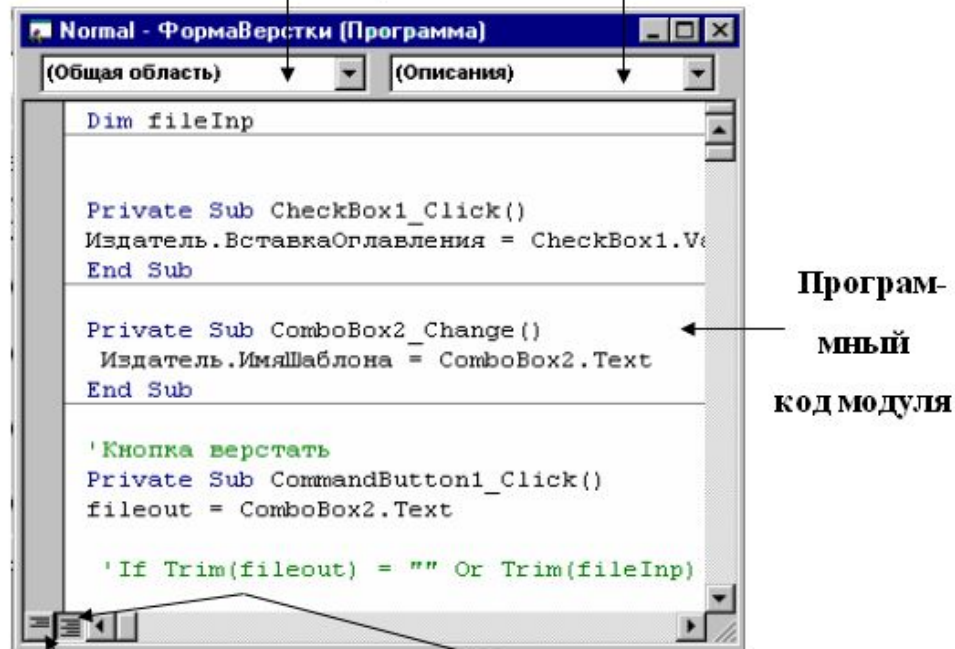 Normal - ФормаВерстки (Программа)
(Общая область) (Описания)
Dim fileInp
Private Sub CheckBox1_Click()
Издатель.ВставкаОглавления = CheckBox1.Va
End Sub
Private Sub ComboBox2_Change()
Издатель.ИмяШаблона = ComboBox2.Text
End Sub
'Кнопка верстать
Private Sub CommandButton1_Click()
fileout = ComboBox2.Text
'If Trim(fileout) = "" Or Trim(fileInp)
Програм-
мный
код модуля